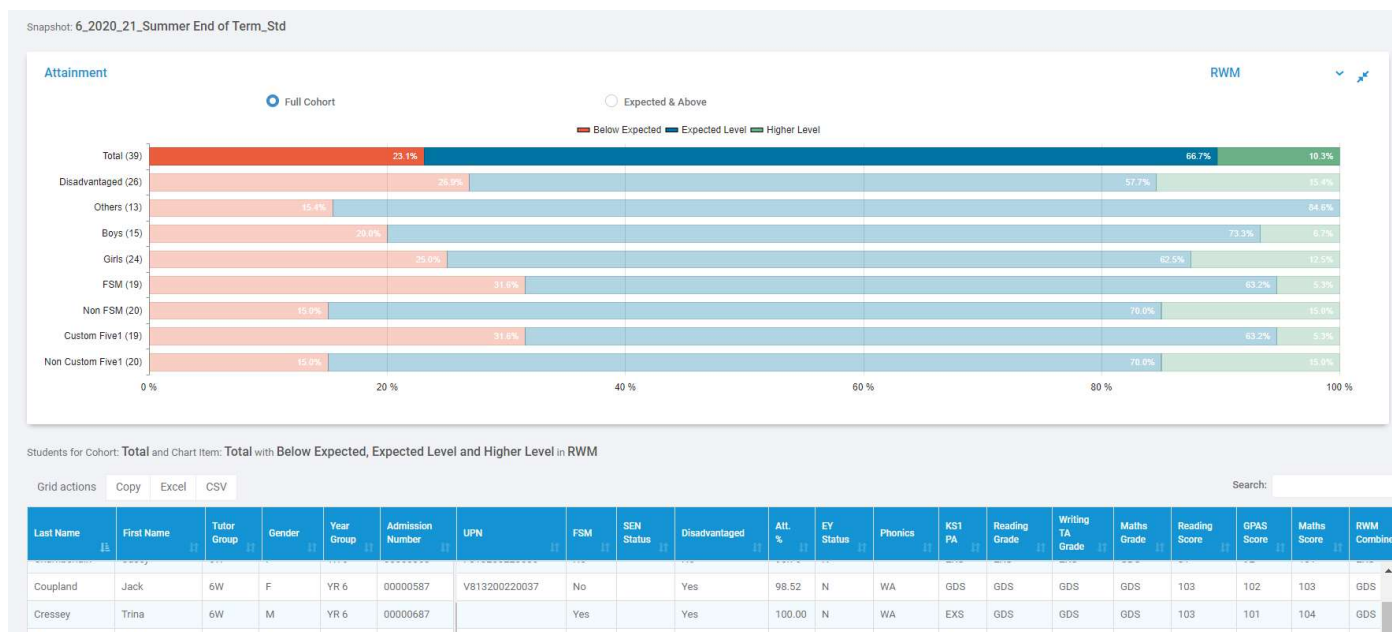 Snapshot: 6_2020_21_Summer End of Term_Std
Attainment
RWM
Full Cohort
Expected & Above
Below Expected Expected Level Higher Level
Total (39) 23.1% 66.7% 10.3%
Disadvantaged (26) 26.9% 57.7% 15.4%
Others (13) 15.4% 84.6%
Boys (15) 20.0% 73.3% 6.7%
Girls (24) 25.0% 62.5% 12.5%
FSM (19) 31.6% 63.2% 5.3%
Non FSM (20) 15.0% 70.0% 15.0%
Custom Five1 (19) 31.6% 63.2% 5.3%
Non Custom Five1 (20) 15.0% 70.0% 15.0%
0 % 20 % 40 % 60 % 80 % 100 %
Students for Cohort: Total and Chart Item: Total with Below Expected, Expected Level and Higher Level in RWM
Grid actions Copy Excel CSV Search:
Last Name First Name Tutor Group Gender Year Group Admission Number UPN FSM SEN Status Disadvantaged Att. % EY Status Phonics KS1 PA Reading Grade Writing TA Grade Maths Grade Reading Score GPAS Score Maths Score RWM Combine
Coupland Jack 6W F YR 6 00000587 V813200220037 No Yes 98.52 N WA GDS GDS GDS GDS 103 102 103 GDS
Cressey Trina 6W M YR 6 00000687 Yes Yes 100.00 N WA EXS GDS GDS GDS 103 101 104 GDS